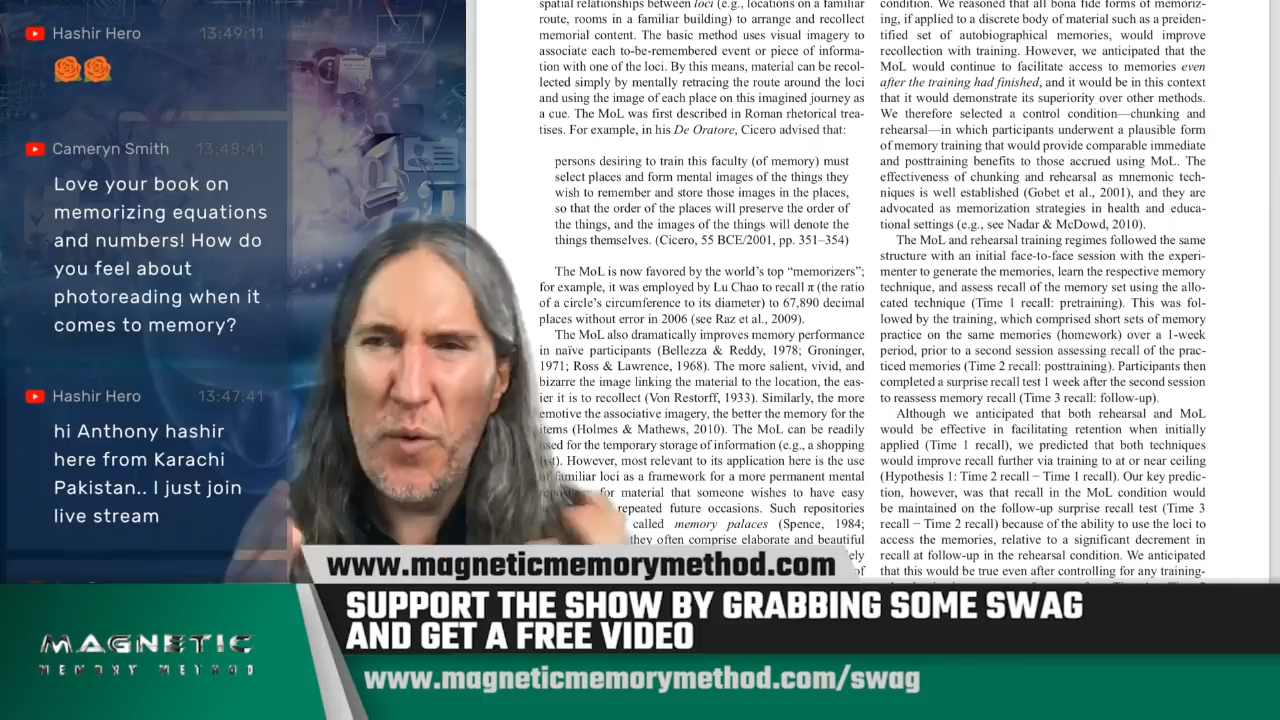 Hashir Hero 13:49:11
Cameryn Smith 13:48:41
Love your book on
memorizing equations
and numbers! How do
you feel about
photoreading when it
comes to memory?
Hashir Hero 13:47:41
hi Anthony hashir
here from Karachi
Pakistan.. I just join
live stream
spatial relationships between loci (e.g., locations on a familiar
route, rooms in a familiar building) to arrange and recollect
memorial content. The basic method uses visual imagery to
associate each to-be-remembered event or piece of informa-
tion with one of the loci. By this means, material can be recol-
lected simply by mentally retracing the route around the loci
and using the image of each place on this imagined journey as
a cue. The MoL was first described in Roman rhetorical trea-
tises. For example, in his De Oratore, Cicero advised that:
persons desiring to train this faculty (of memory) must
select places and form mental images of the things they
wish to remember and store those images in the places,
so that the order of the places will preserve the order of
the things, and the images of the things will denote the
things themselves. (Cicero, 55 BCE/2001, pp. 351–354)
The MoL is now favored by the world's top “memorizers”;
for example, it was employed by Lu Chao to recall π (the ratio
of a circle's circumference to its diameter) to 67,890 decimal
places without error in 2006 (see Raz et al., 2009).
The MoL also dramatically improves memory performance
in naïve participants (Bellezza & Reddy, 1978; Groninger,
1971; Ross & Lawrence, 1968). The more salient, vivid, and
bizarre the image linking the material to the location, the eas-
ier it is to recollect (Von Restorff, 1933). Similarly, the more
emotive the associative imagery, the better the memory for the
items (Holmes & Mathews, 2010). The MoL can be readily
used for the temporary storage of information (e.g., a shopping
list). However, most relevant to its application here is the use
of familiar loci as a framework for a more permanent mental
for material that someone wishes to have easy
repeated future occasions. Such repositories
called memory palaces (Spence, 1984;
they often comprise elaborate and beautiful
condition. We reasoned that all bona fide forms of memoriz-
ing, if applied to a discrete body of material such as a preiden-
tified set of autobiographical memories, would improve
recollection with training. However, we anticipated that the
MoL would continue to facilitate access to memories even
after the training had finished, and it would be in this context
that it would demonstrate its superiority over other methods.
We therefore selected a control condition—chunking and
rehearsal—in which participants underwent a plausible form
of memory training that would provide comparable immediate
and posttraining benefits to those accrued using MoL. The
effectiveness of chunking and rehearsal as mnemonic tech-
niques is well established (Gobet et al., 2001), and they are
advocated as memorization strategies in health and educa-
tional settings (e.g., see Nadar & McDowd, 2010).
The MoL and rehearsal training regimes followed the same
structure with an initial face-to-face session with the experi-
menter to generate the memories, learn the respective memory
technique, and assess recall of the memory set using the allo-
cated technique (Time 1 recall: pretraining). This was fol-
lowed by the training, which comprised short sets of memory
practice on the same memories (homework) over a 1-week
period, prior to a second session assessing recall of the prac-
ticed memories (Time 2 recall: posttraining). Participants then
completed a surprise recall test 1 week after the second session
to reassess memory recall (Time 3 recall: follow-up).
Although we anticipated that both rehearsal and MoL
would be effective in facilitating retention when initially
applied (Time 1 recall), we predicted that both techniques
would improve recall further via training to at or near ceiling
(Hypothesis 1: Time 2 recall − Time 1 recall). Our key predic-
tion, however, was that recall in the MoL condition would
be maintained on the follow-up surprise recall test (Time 3
recall − Time 2 recall) because of the ability to use the loci to
access the memories, relative to a significant decrement in
recall at follow-up in the rehearsal condition. We anticipated
that this would be true even after controlling for any training-
www.magneticmemorymethod.com
SUPPORT THE SHOW BY GRABBING SOME SWAG
AND GET A FREE VIDEO
www.magneticmemorymethod.com/swag
MAGNETIC
MEMORY METHOD